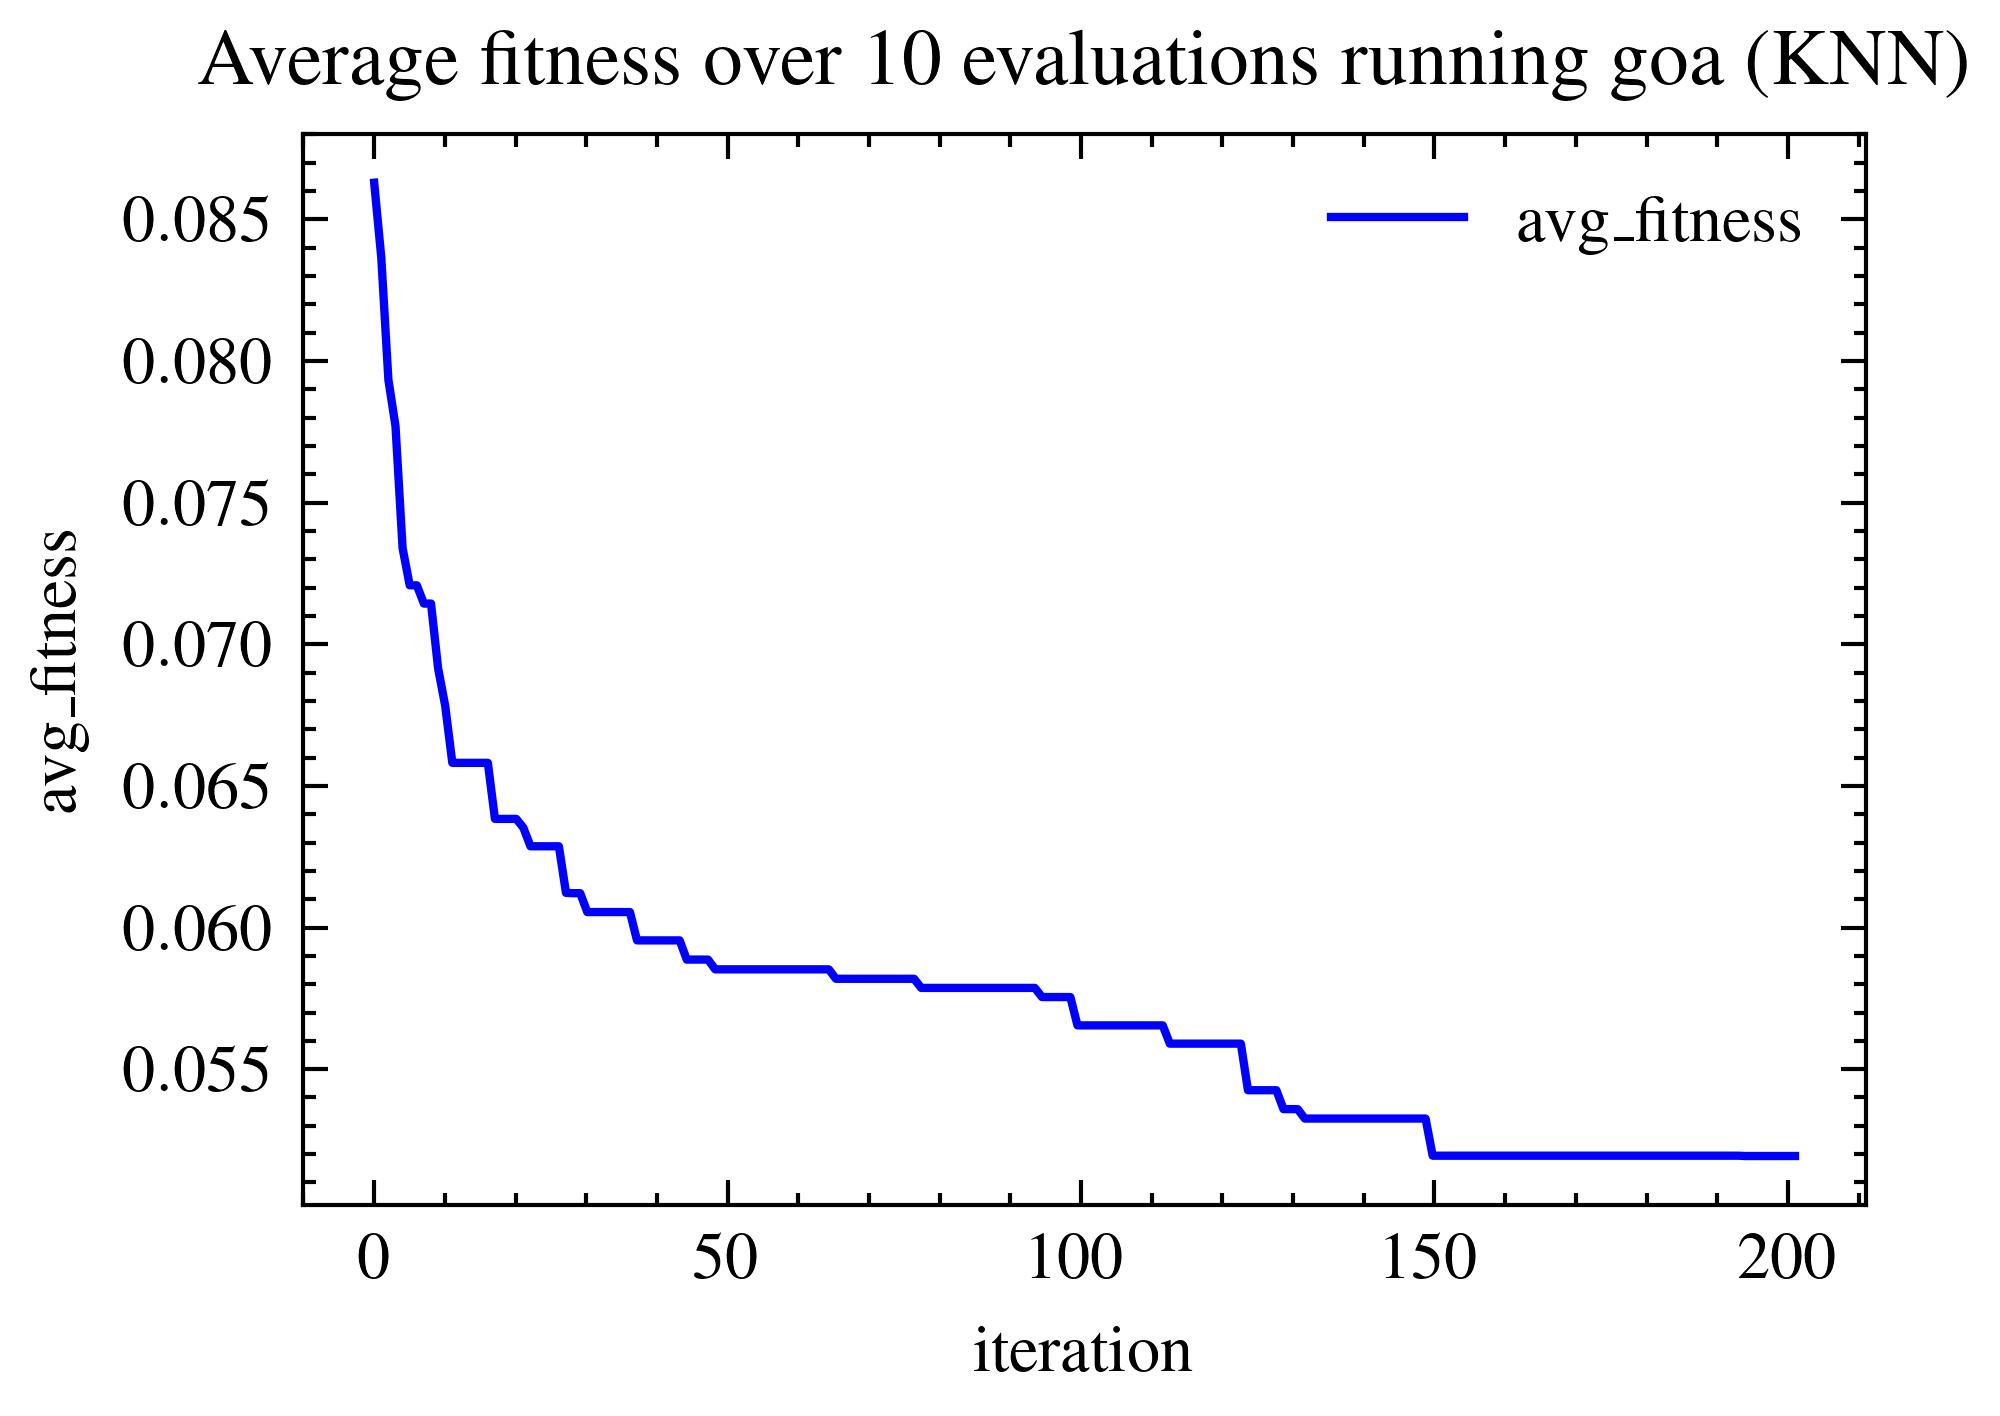 Average fitness over 10 evaluations running goa (KNN)
avg_fitness
0.085
0.080
0.075
0.070
0.065
0.060
0.055
avg_fitness
0 50 100 150 200
iteration